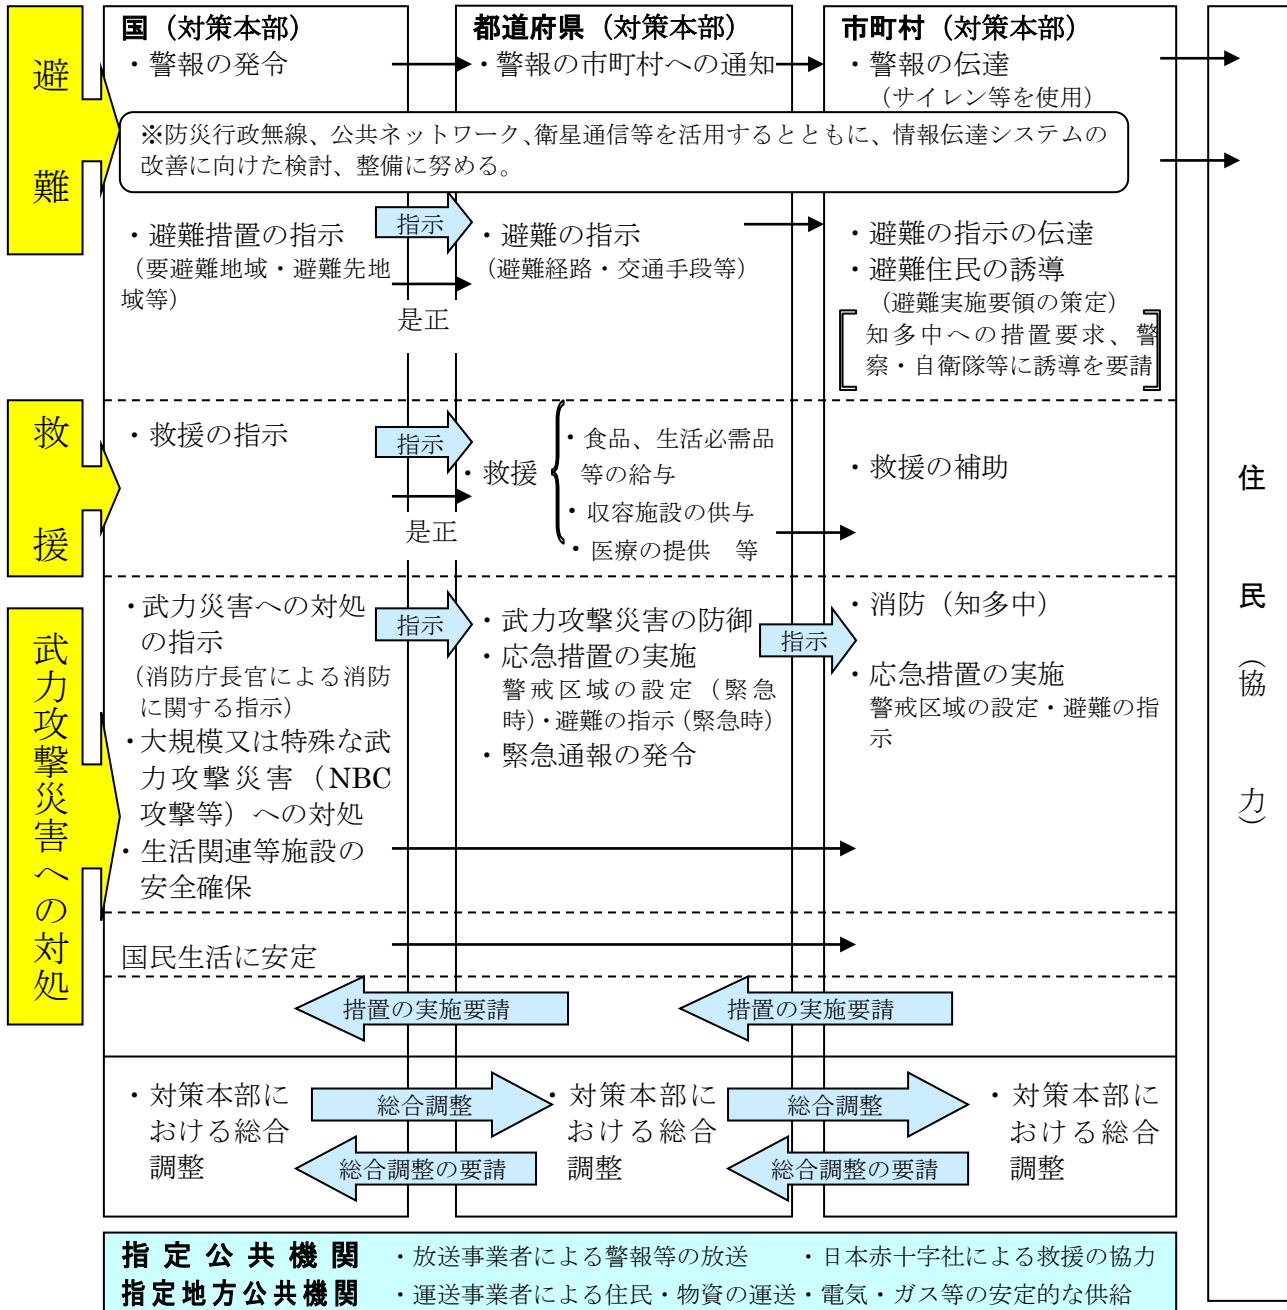 避難
国（対策本部）
・警報の発令
都道府県（対策本部）
・警報の市町村への通知
市町村（対策本部）
・警報の伝達
（サイレン等を使用）
※防災行政無線、公共ネットワーク、衛星通信等を活用するとともに、情報伝達システムの
改善に向けた検討、整備に努める。
・避難措置の指示
（要避難地域・避難先地
域等）
指示
是正
・避難の指示
（避難経路・交通手段等）
・避難の指示の伝達
・避難住民の誘導
（避難実施要領の策定）
知多中への措置要求、警
察・自衛隊等に誘導を要請
救援
・救援の指示
指示
是正
・救援
・食品、生活必需品
等の給与
・収容施設の供与
・医療の提供　等
・救援の補助
武力攻撃災害への対処
・武力災害への対処
の指示
（消防庁長官による消防
に関する指示）
・大規模又は特殊な武
力攻撃災害（NBC
攻撃等）への対処
・生活関連等施設の
安全確保
指示
・武力攻撃災害の防御
・応急措置の実施
警戒区域の設定（緊急
時）・避難の指示（緊急時）
・緊急通報の発令
指示
・消防（知多中）
・応急措置の実施
警戒区域の設定・避難の指
示
国民生活に安定
措置の実施要請
措置の実施要請
・対策本部に
おける総合
調整
総合調整
総合調整の要請
・対策本部に
おける総合
調整
総合調整
総合調整の要請
・対策本部に
おける総合
調整
住民（協力）
指定公共機関　・放送事業者による警報等の放送　・日本赤十字社による救援の協力
指定地方公共機関　・運送事業者による住民・物資の運送・電気・ガス等の安定的な供給